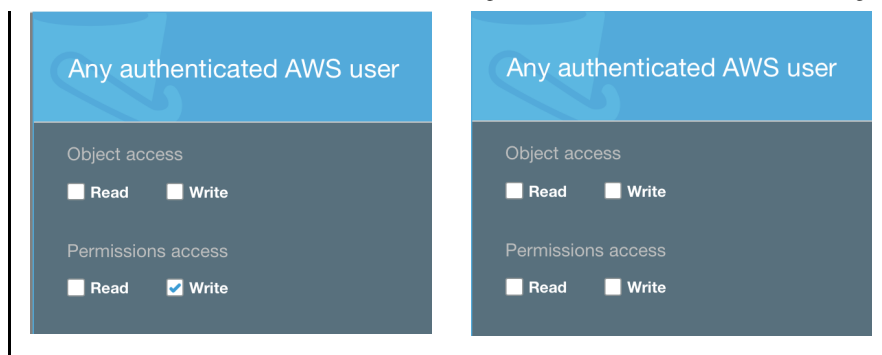 Any authenticated AWS user
Object access
Read Write
Permissions access
Read Write
Any authenticated AWS user
Object access
Read Write
Permissions access
Read Write